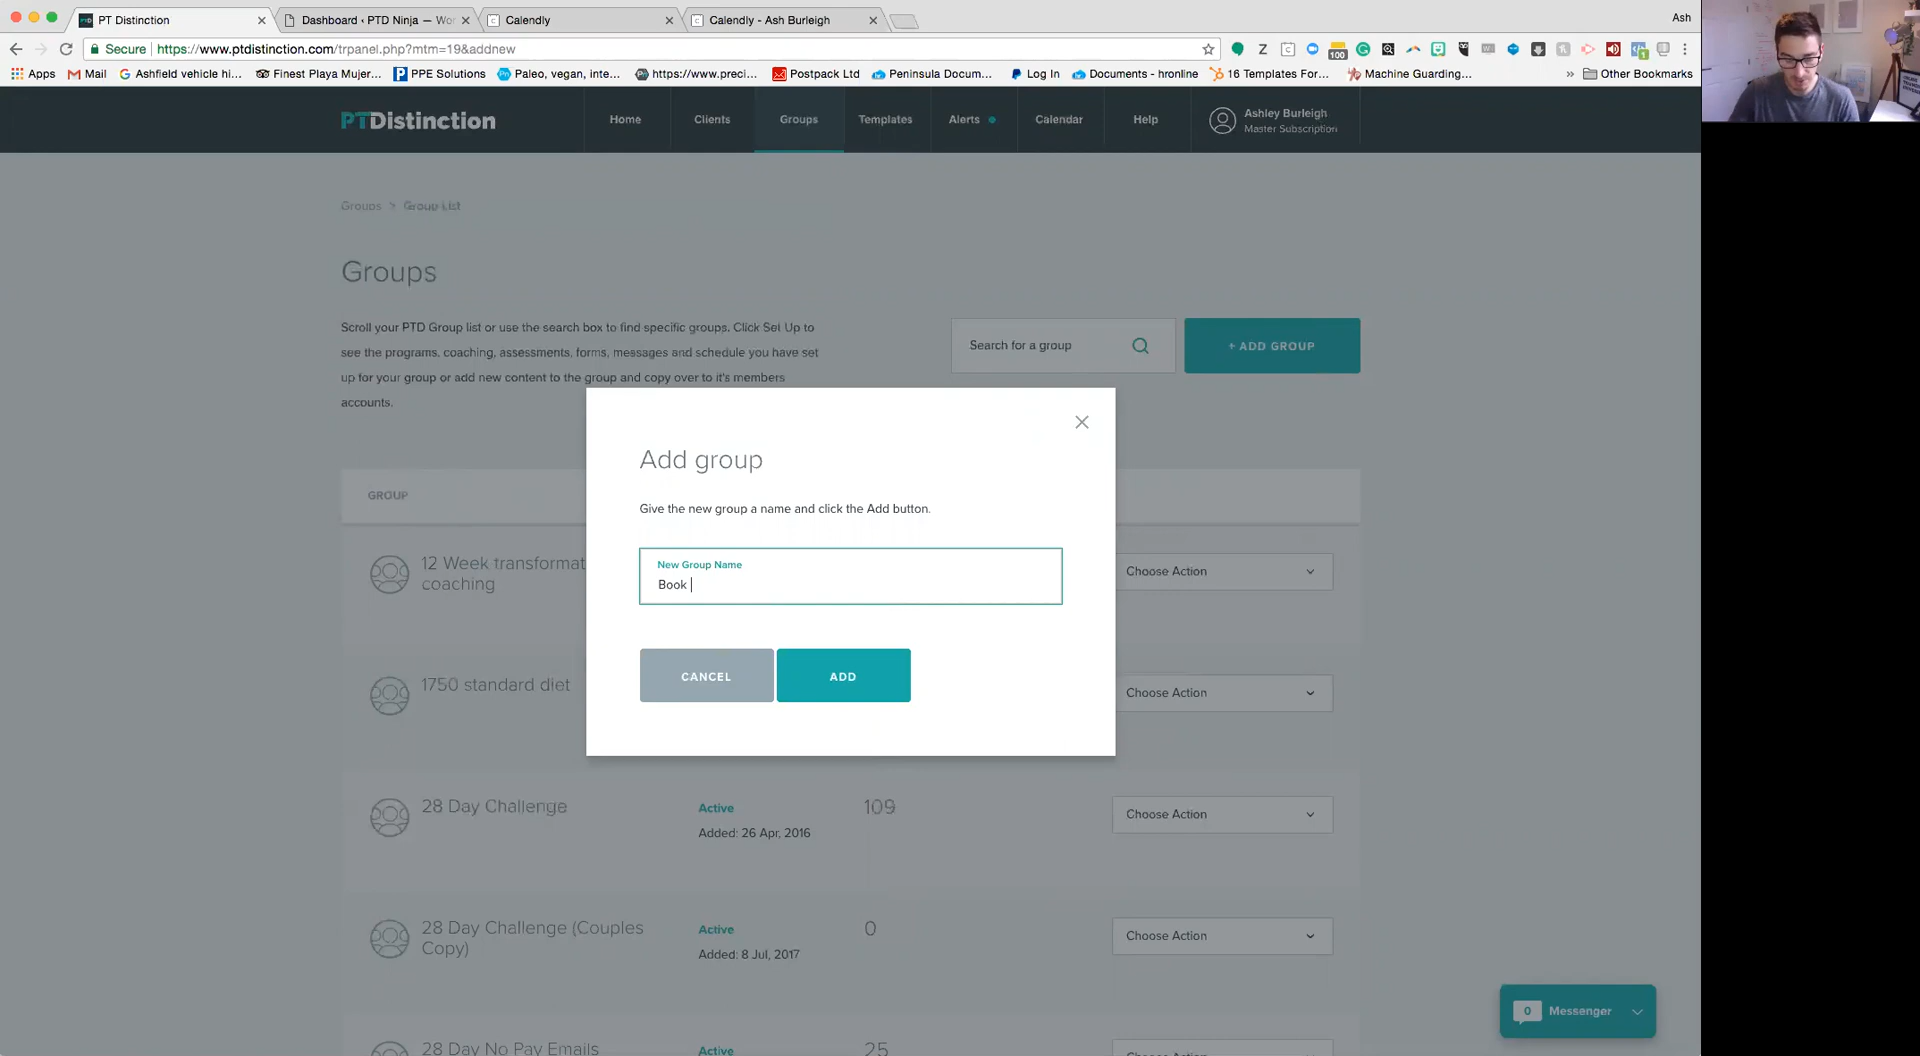 PT Distinction
Dashboard ‹ PTD Ninja — Wor
Calendly
Calendly - Ash Burleigh
Ash
Secure
https://www.ptdistinction.com/trpanel.php?mtm=19&addnew
100
1
Apps
Mail
Ashfield vehicle hi...
Finest Playa Mujer...
PPE Solutions
Paleo, vegan, inte...
https://www.preci...
Postpack Ltd
Peninsula Docum...
Log In
Documents - hronline
16 Templates For...
Machine Guarding...
»
Other Bookmarks
PTDistinction
Home
Clients
Groups
Templates
Alerts
Calendar
Help
Ashley Burleigh
Master Subscription
Groups > Group List
Groups
Scroll your PTD Group list or use the search box to find specific groups. Click Set Up to
see the programs, coaching, assessments, forms, messages and schedule you have set
up for your group or add new content to the group and copy over to it's members
accounts.
Search for a group
+ ADD GROUP
Add group
Give the new group a name and click the Add button.
New Group Name
Book
CANCEL
ADD
GROUP
12 Week transformat
coaching
Choose Action
1750 standard diet
Choose Action
28 Day Challenge
Active
Added: 26 Apr, 2016
109
Choose Action
28 Day Challenge (Couples
Copy)
Active
Added: 8 Jul, 2017
0
Choose Action
28 Day No Pay Emails
Active
25
Choose Action
0 Messenger